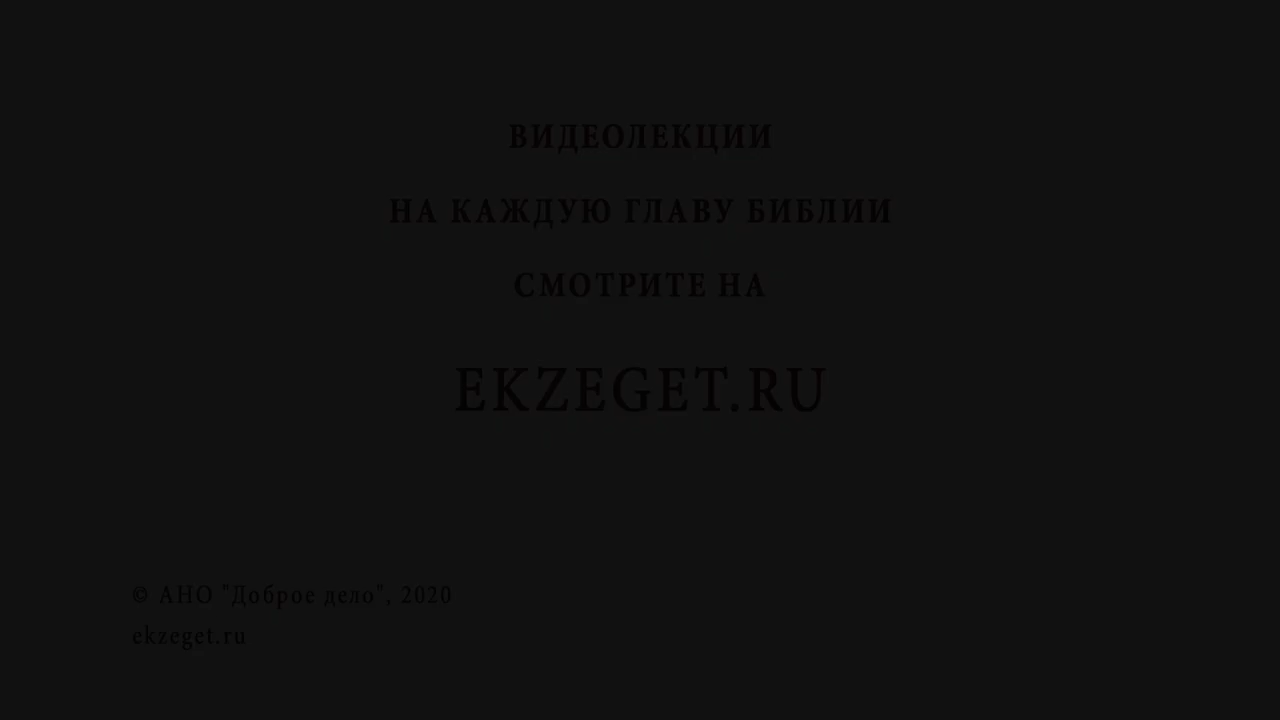 ВИДЕОЛЕКЦИИ
НА КАЖДУЮ ГЛАВУ БИБЛИИ
СМОТРИТЕ НА
EKZEGET.RU
© АНО "Доброе дело", 2020
ekzeget.ru